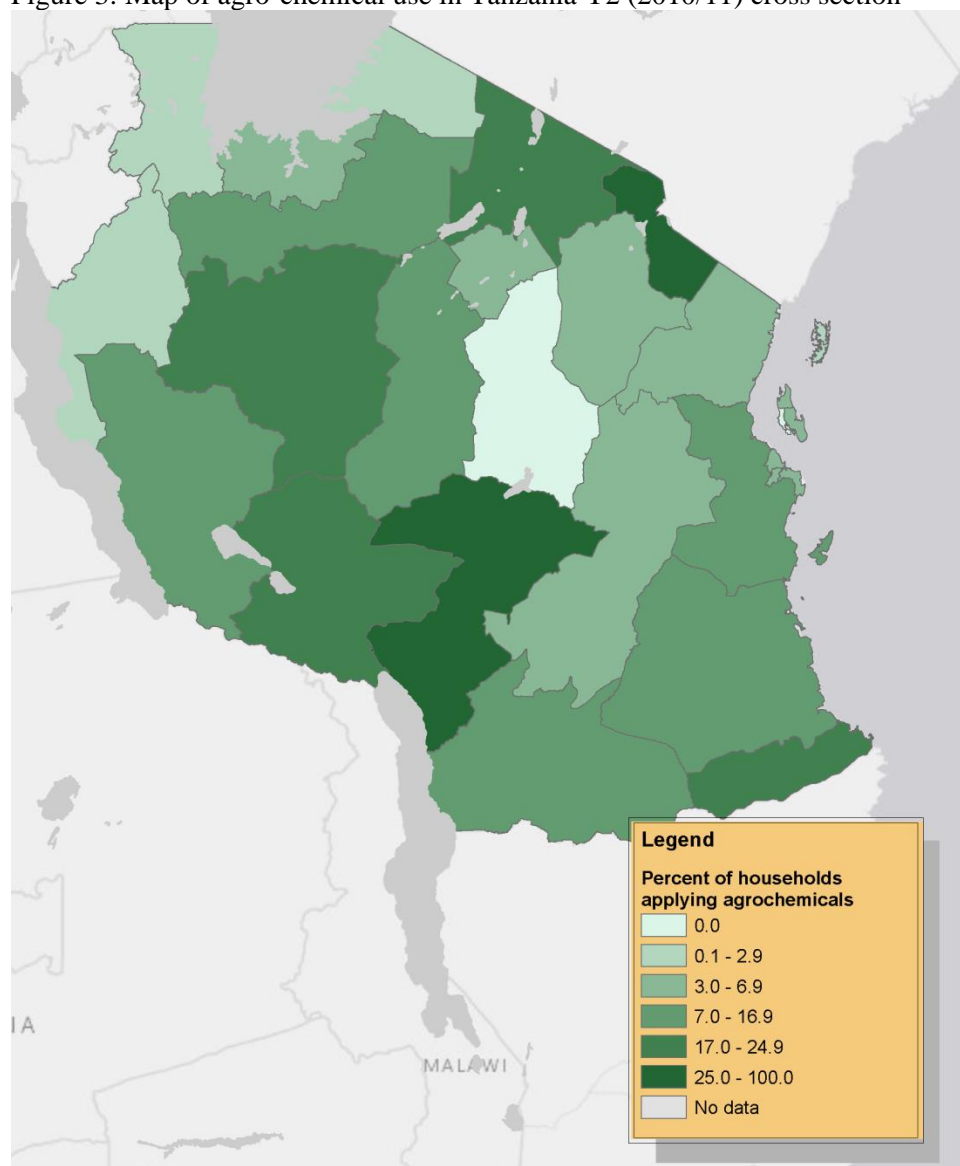 Figure 3: Map of agro-chemical use in Tanzania-T2 (2010/11) cross section
IA
MALAWI
Legend
Percent of households
applying agrochemicals
0.0
0.1 - 2.9
3.0 - 6.9
7.0 - 16.9
17.0 - 24.9
25.0 - 100.0
No data